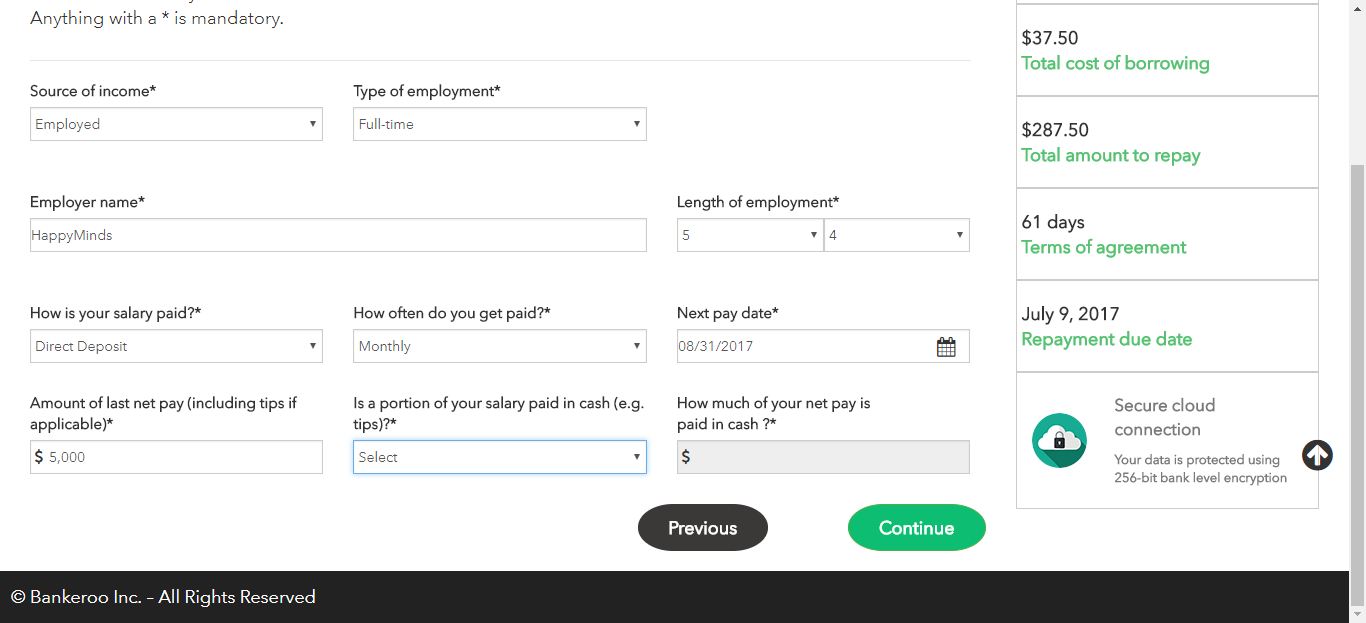 Anything with a * is mandatory.
Source of income*
Type of employment*
Employed
Full-time
Employer name*
Length of employment*
HappyMinds
5
4
How is your salary paid?*
How often do you get paid?*
Next pay date*
Direct Deposit
Monthly
08/31/2017
Amount of last net pay (including tips if
applicable)*
Is a portion of your salary paid in cash (e.g.
tips)?*
How much of your net pay is
paid in cash ?*
$ 5,000
Select
$
Previous
Continue
$37.50
Total cost of borrowing
$287.50
Total amount to repay
61 days
Terms of agreement
July 9, 2017
Repayment due date
Secure cloud
connection
Your data is protected using
256-bit bank level encryption
© Bankeroo Inc. - All Rights Reserved